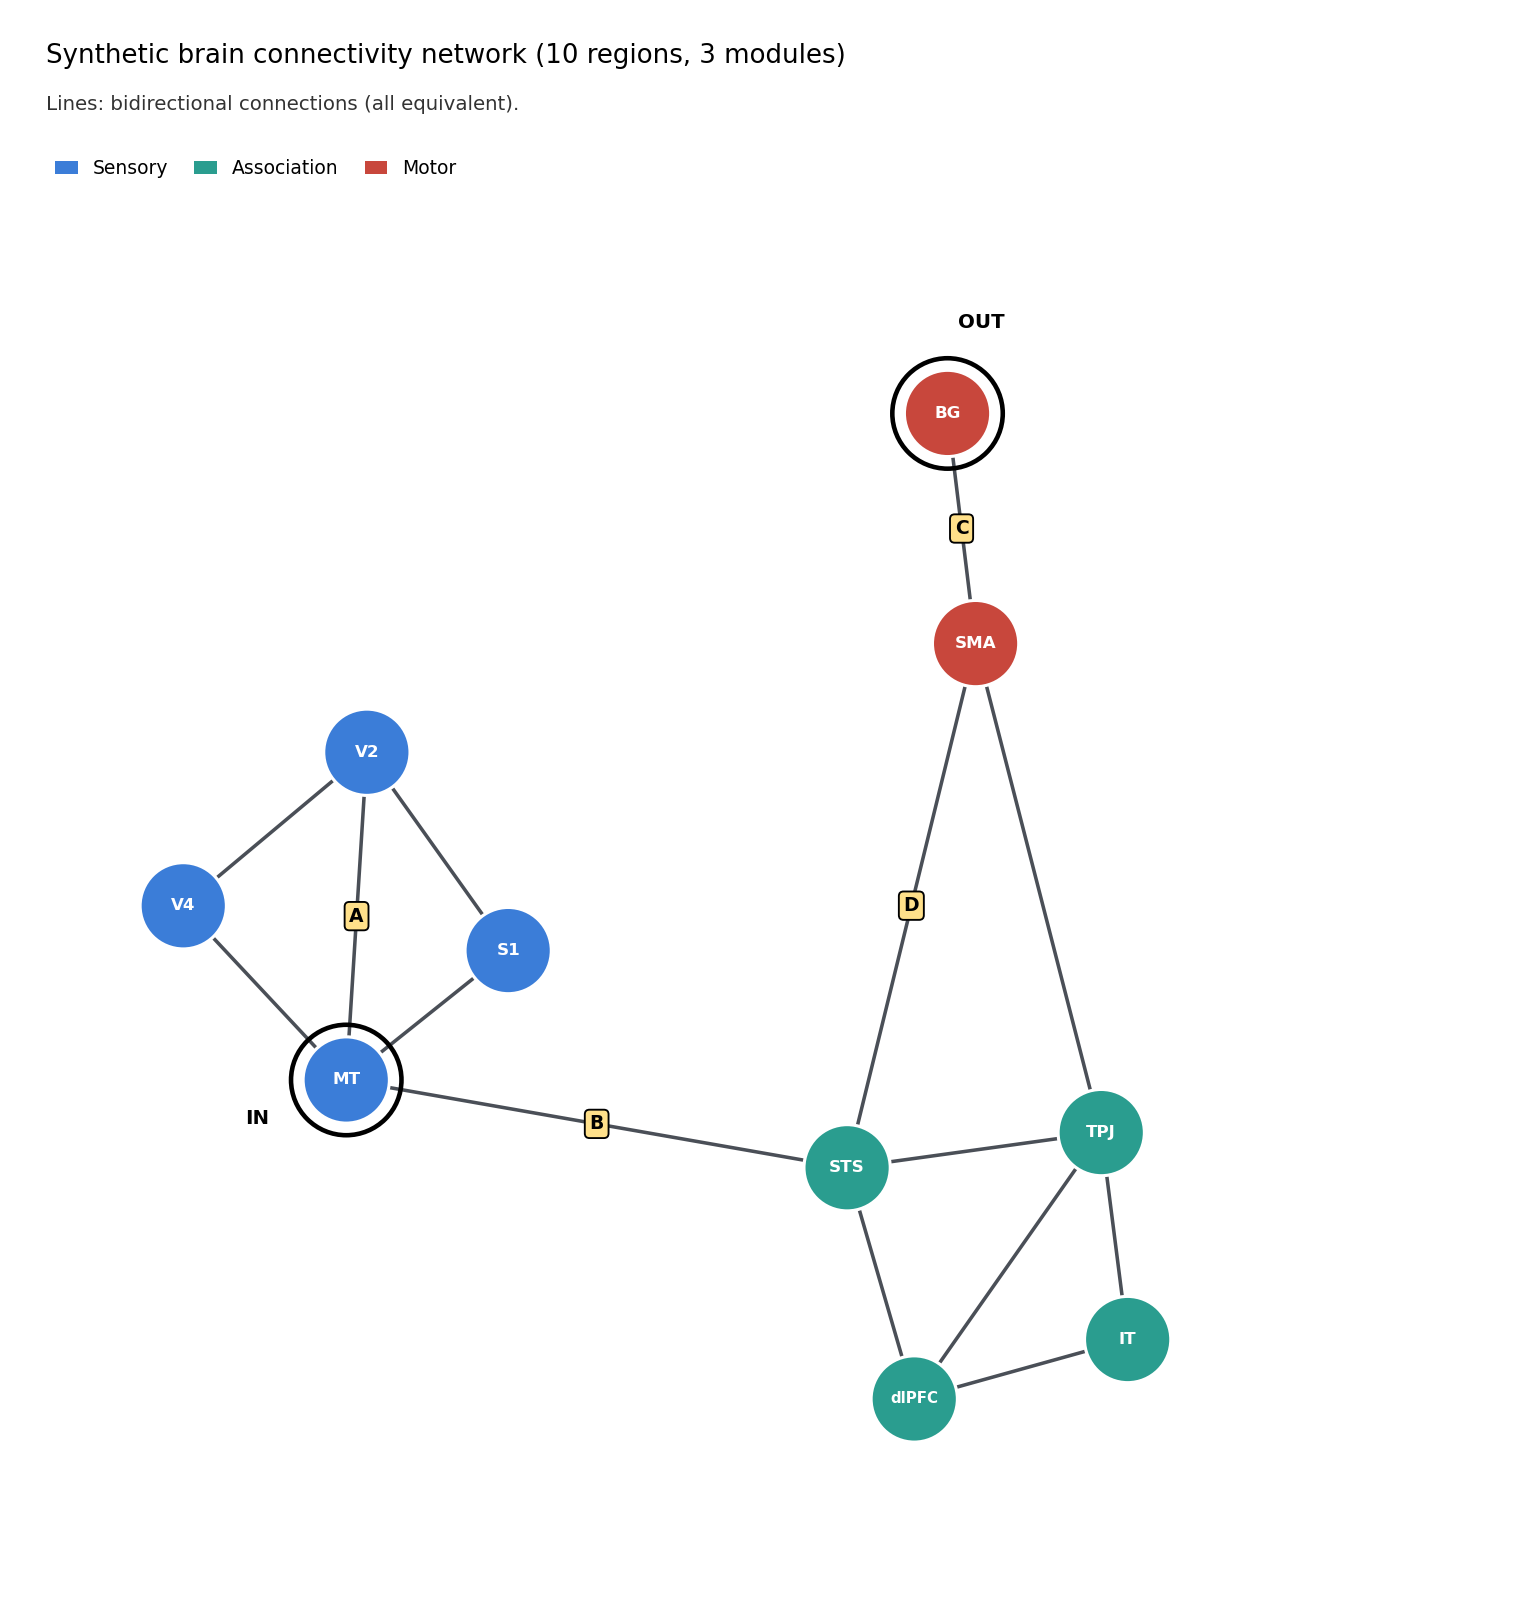 Synthetic brain connectivity network (10 regions, 3 modules)
Lines: bidirectional connections (all equivalent).
Sensory Association Motor
OUT
BG
C
SMA
V2
V4
A
D
S1
MT
IN
B
STS
TPJ
IT
dlPFC